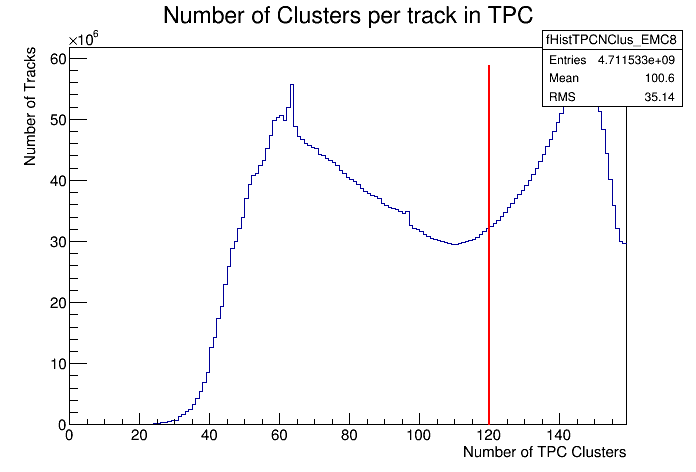 Number of Clusters per track in TPC
×10⁶
fHistTPCNClus_EMC8
Entries 4.711533e+09
Mean 100.6
RMS 35.14
Number of Tracks
60
50
40
30
20
10
0
0 20 40 60 80 100 120 140
Number of TPC Clusters